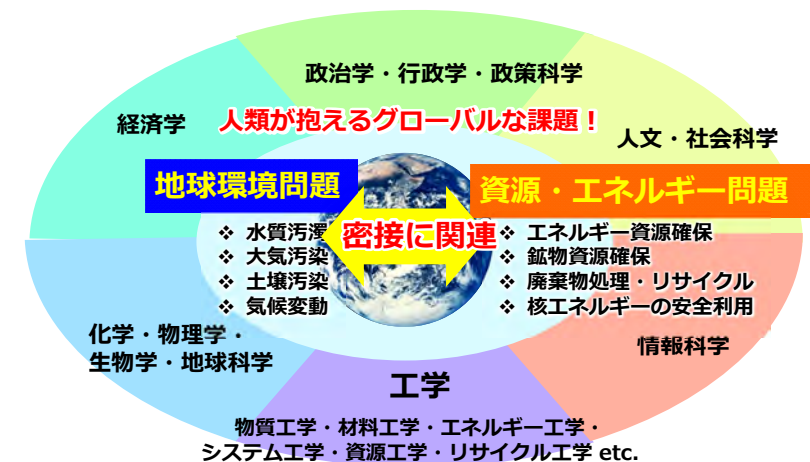 政治学・行政学・政策科学
経済学
人類が抱えるグローバルな課題！
人文・社会科学
地球環境問題
資源・エネルギー問題
密接に関連
❖ 水質汚濁
❖ 大気汚染
❖ 土壌汚染
❖ 気候変動
❖ エネルギー資源確保
❖ 鉱物資源確保
❖ 廃棄物処理・リサイクル
❖ 核エネルギーの安全利用
化学・物理学・
生物学・地球科学
情報科学
工学
物質工学・材料工学・エネルギー工学・
システム工学・資源工学・リサイクル工学 etc.